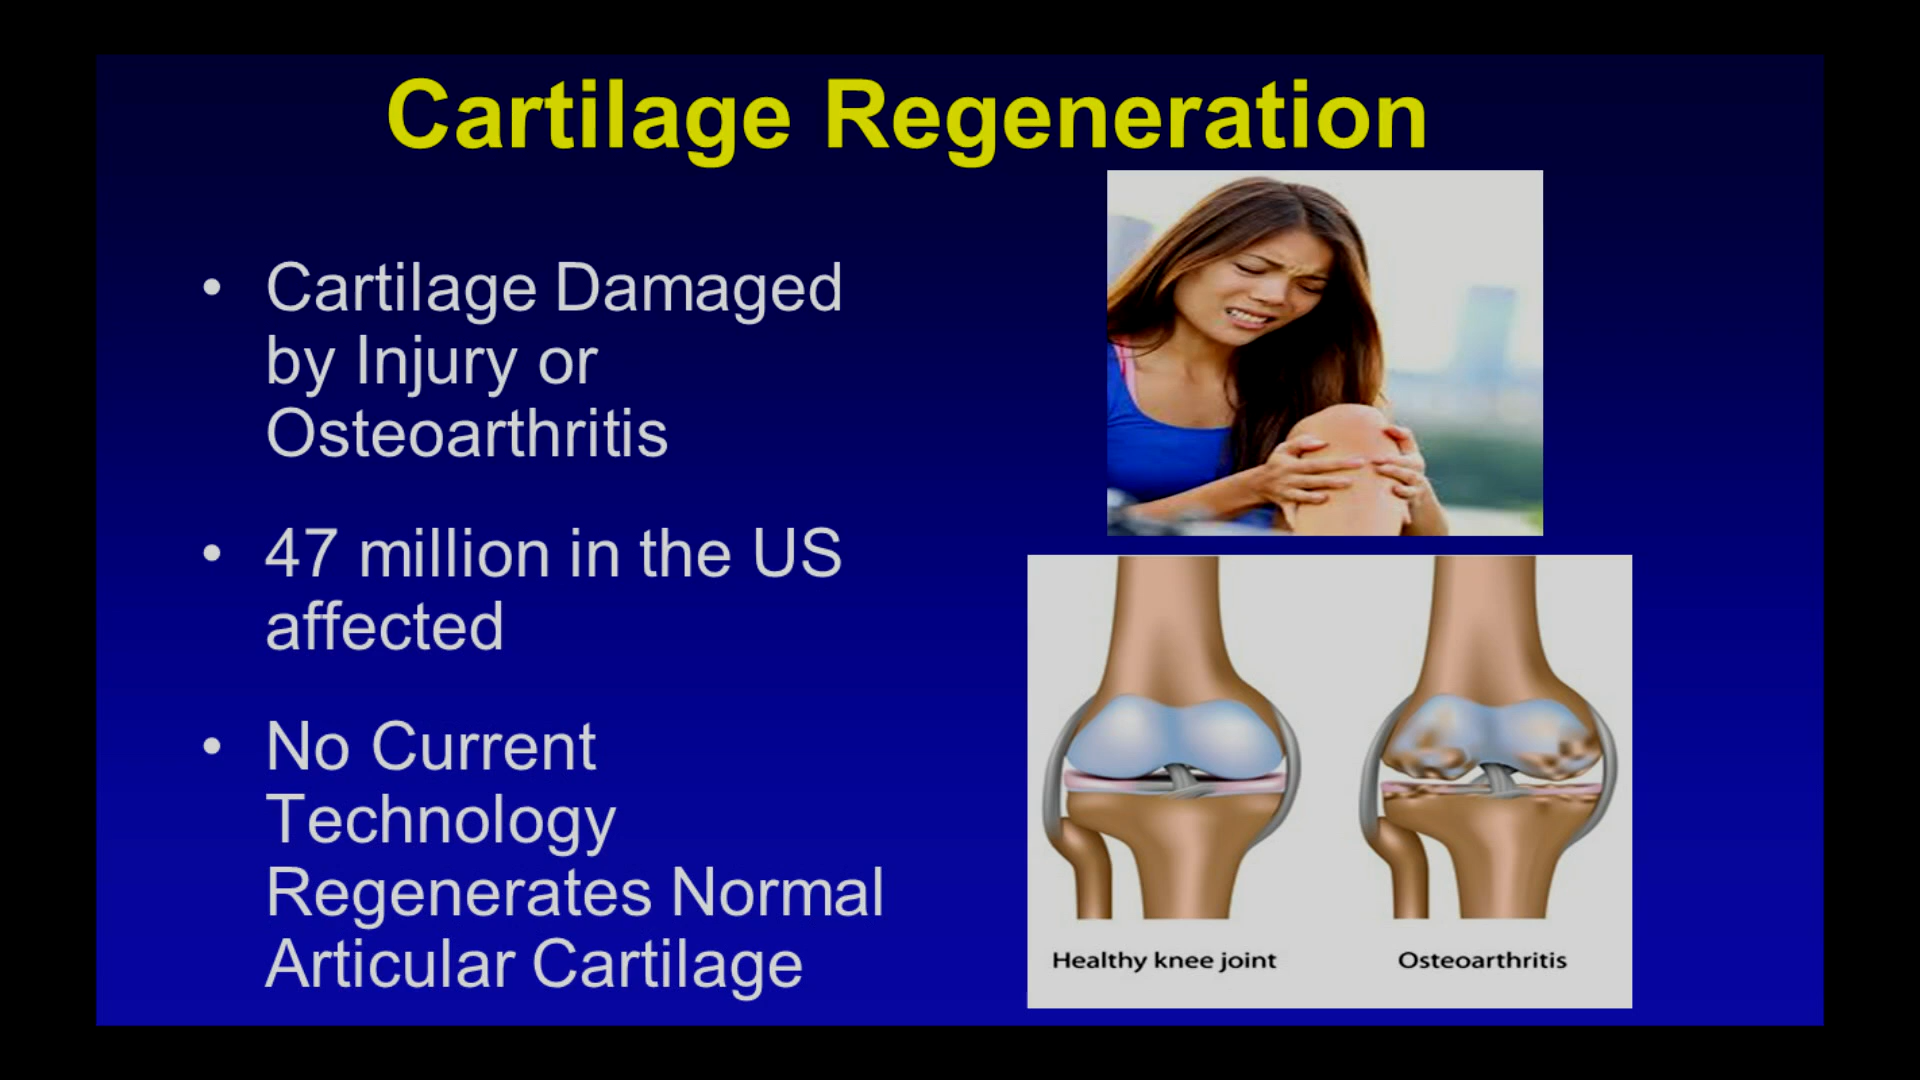 Cartilage Regeneration
• Cartilage Damaged
by Injury or
Osteoarthritis
• 47 million in the US
affected
• No Current
Technology
Regenerates Normal
Articular Cartilage
Healthy knee joint
Osteoarthritis